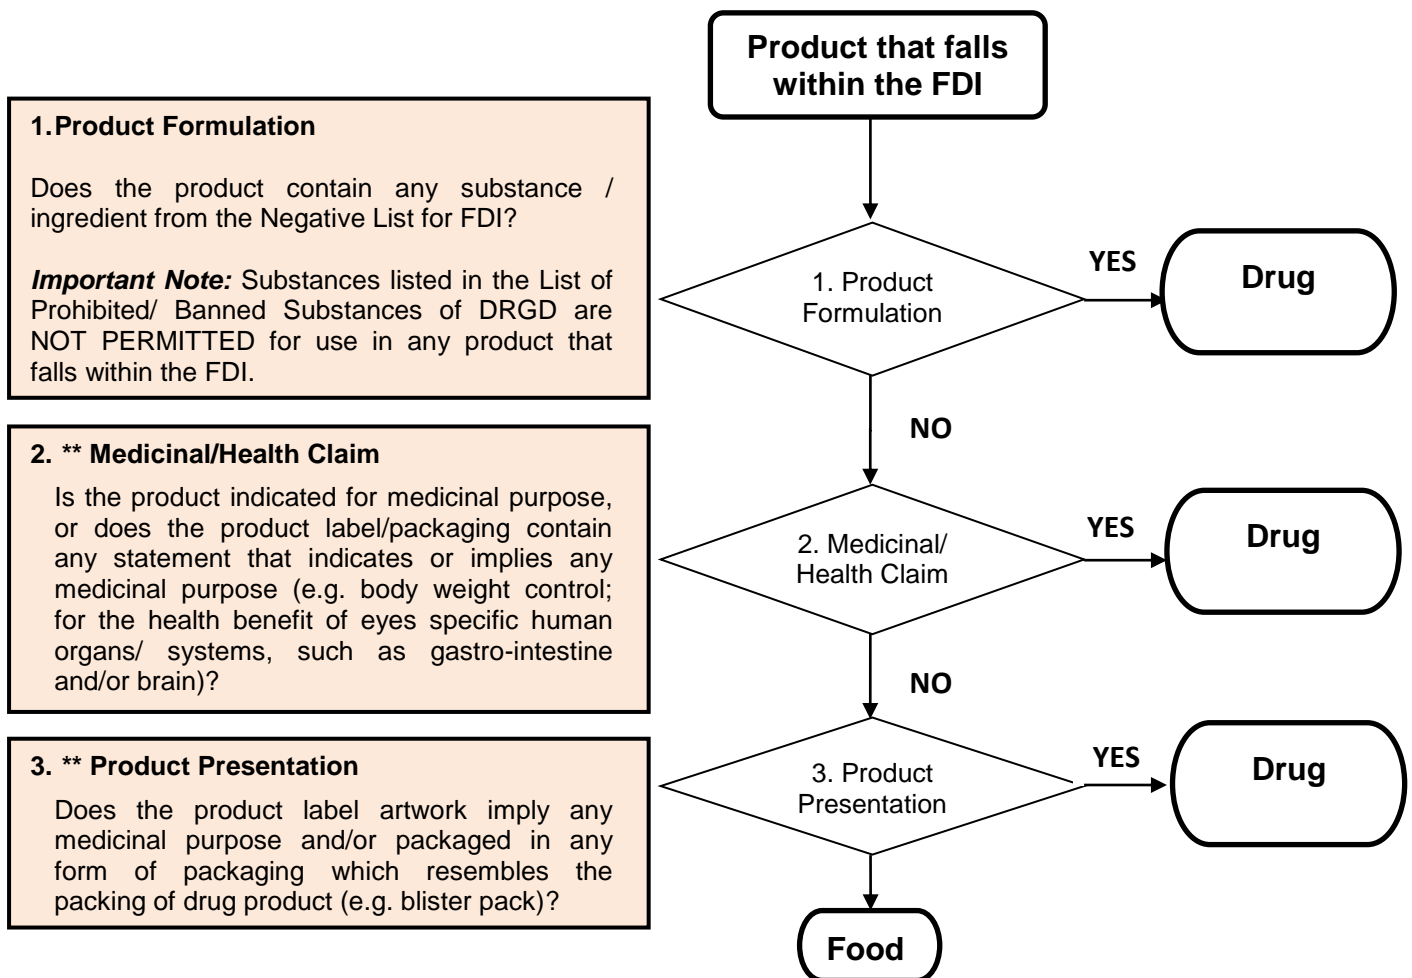 Product that falls
within the FDI
1.Product Formulation
Does the product contain any substance /
ingredient from the Negative List for FDI?
Important Note: Substances listed in the List of
Prohibited/ Banned Substances of DRGD are
NOT PERMITTED for use in any product that
falls within the FDI.
1. Product
Formulation
YES
Drug
NO
2. ** Medicinal/Health Claim
Is the product indicated for medicinal purpose,
or does the product label/packaging contain
any statement that indicates or implies any
medicinal purpose (e.g. body weight control;
for the health benefit of eyes specific human
organs/ systems, such as gastro-intestine
and/or brain)?
2. Medicinal/
Health Claim
YES
Drug
NO
3. ** Product Presentation
Does the product label artwork imply any
medicinal purpose and/or packaged in any
form of packaging which resembles the
packing of drug product (e.g. blister pack)?
3. Product
Presentation
YES
Drug
Food